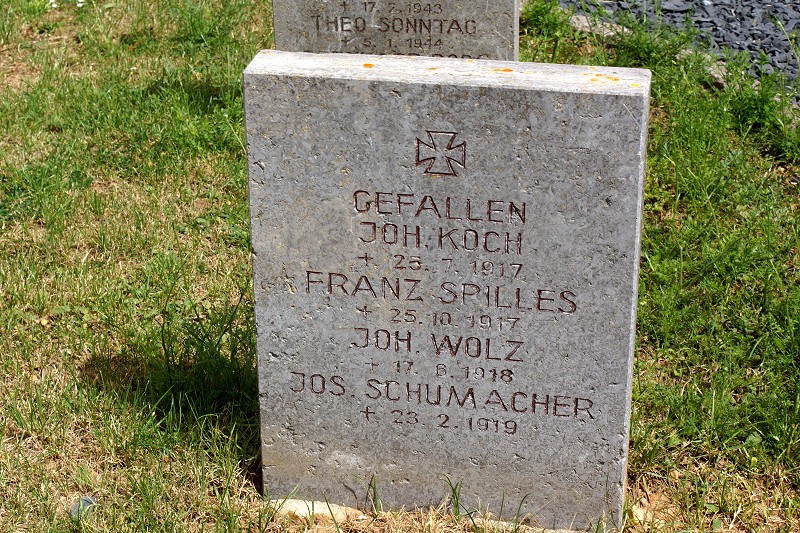 † 17. 7. 1943
THEO SONNTAG
† 5. 1. 1944
GEFALLEN
JOH. KOCH
† 25. 7. 1917
FRANZ SPILLES
† 25. 10. 1917
JOH. WOLZ
† 17. 6. 1918
JOS. SCHUMACHER
† 23. 2. 1919